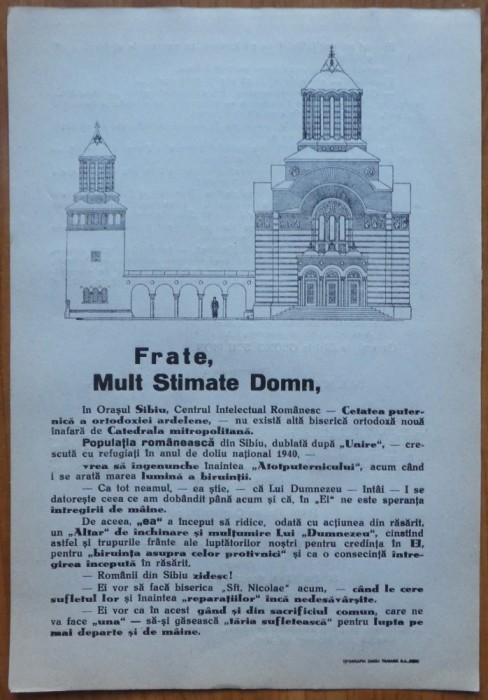 Frate,
Mult Stimate Domn,
In Orașul Sibiu, Centrul Intelectual Românesc — Cetatea puter-
nică a ortodoxiei ardelene, — nu există altă biserică ortodoxă nouă
înafară de Catedrala mitropolitană.
Populația românească din Sibiu, dublată după „Unire", — cres-
cută cu refugiați în anul de doliu național 1940, —
vrea să îngenunche înaintea „Atotputernicului", acum când
i se arată marea lumină a biruinții.
— Ca tot neamul, — ea știe, — că Lui Dumnezeu — întâi — I se
datorește ceea ce am dobândit până acum și că, în „El" ne este speranța
întregirii de mâine.
De aceea, „ea" a început să ridice, odată cu acțiunea din răsărit,
un „Altar" de închinare și mulțumire Lui „Dumnezeu", cinstind
astfel și trupurile frânte ale luptătorilor noștri pentru credința în El,
pentru „biruința asupra celor protivnici" și ca o consecință între-
girea începută în răsărit.
— Românii din Sibiu zidesc!
— Ei vor să facă biserica „Sft. Nicolae" acum, — când le cere
sufletul lor și înaintea „reparațiilor" încă nedesăvârșite.
— Ei vor ca în acest gând și din sacrificiul comun, care ne
va face „una" — să-și găsească „tăria sufletească" pentru lupta pe
mai departe și de mâine.